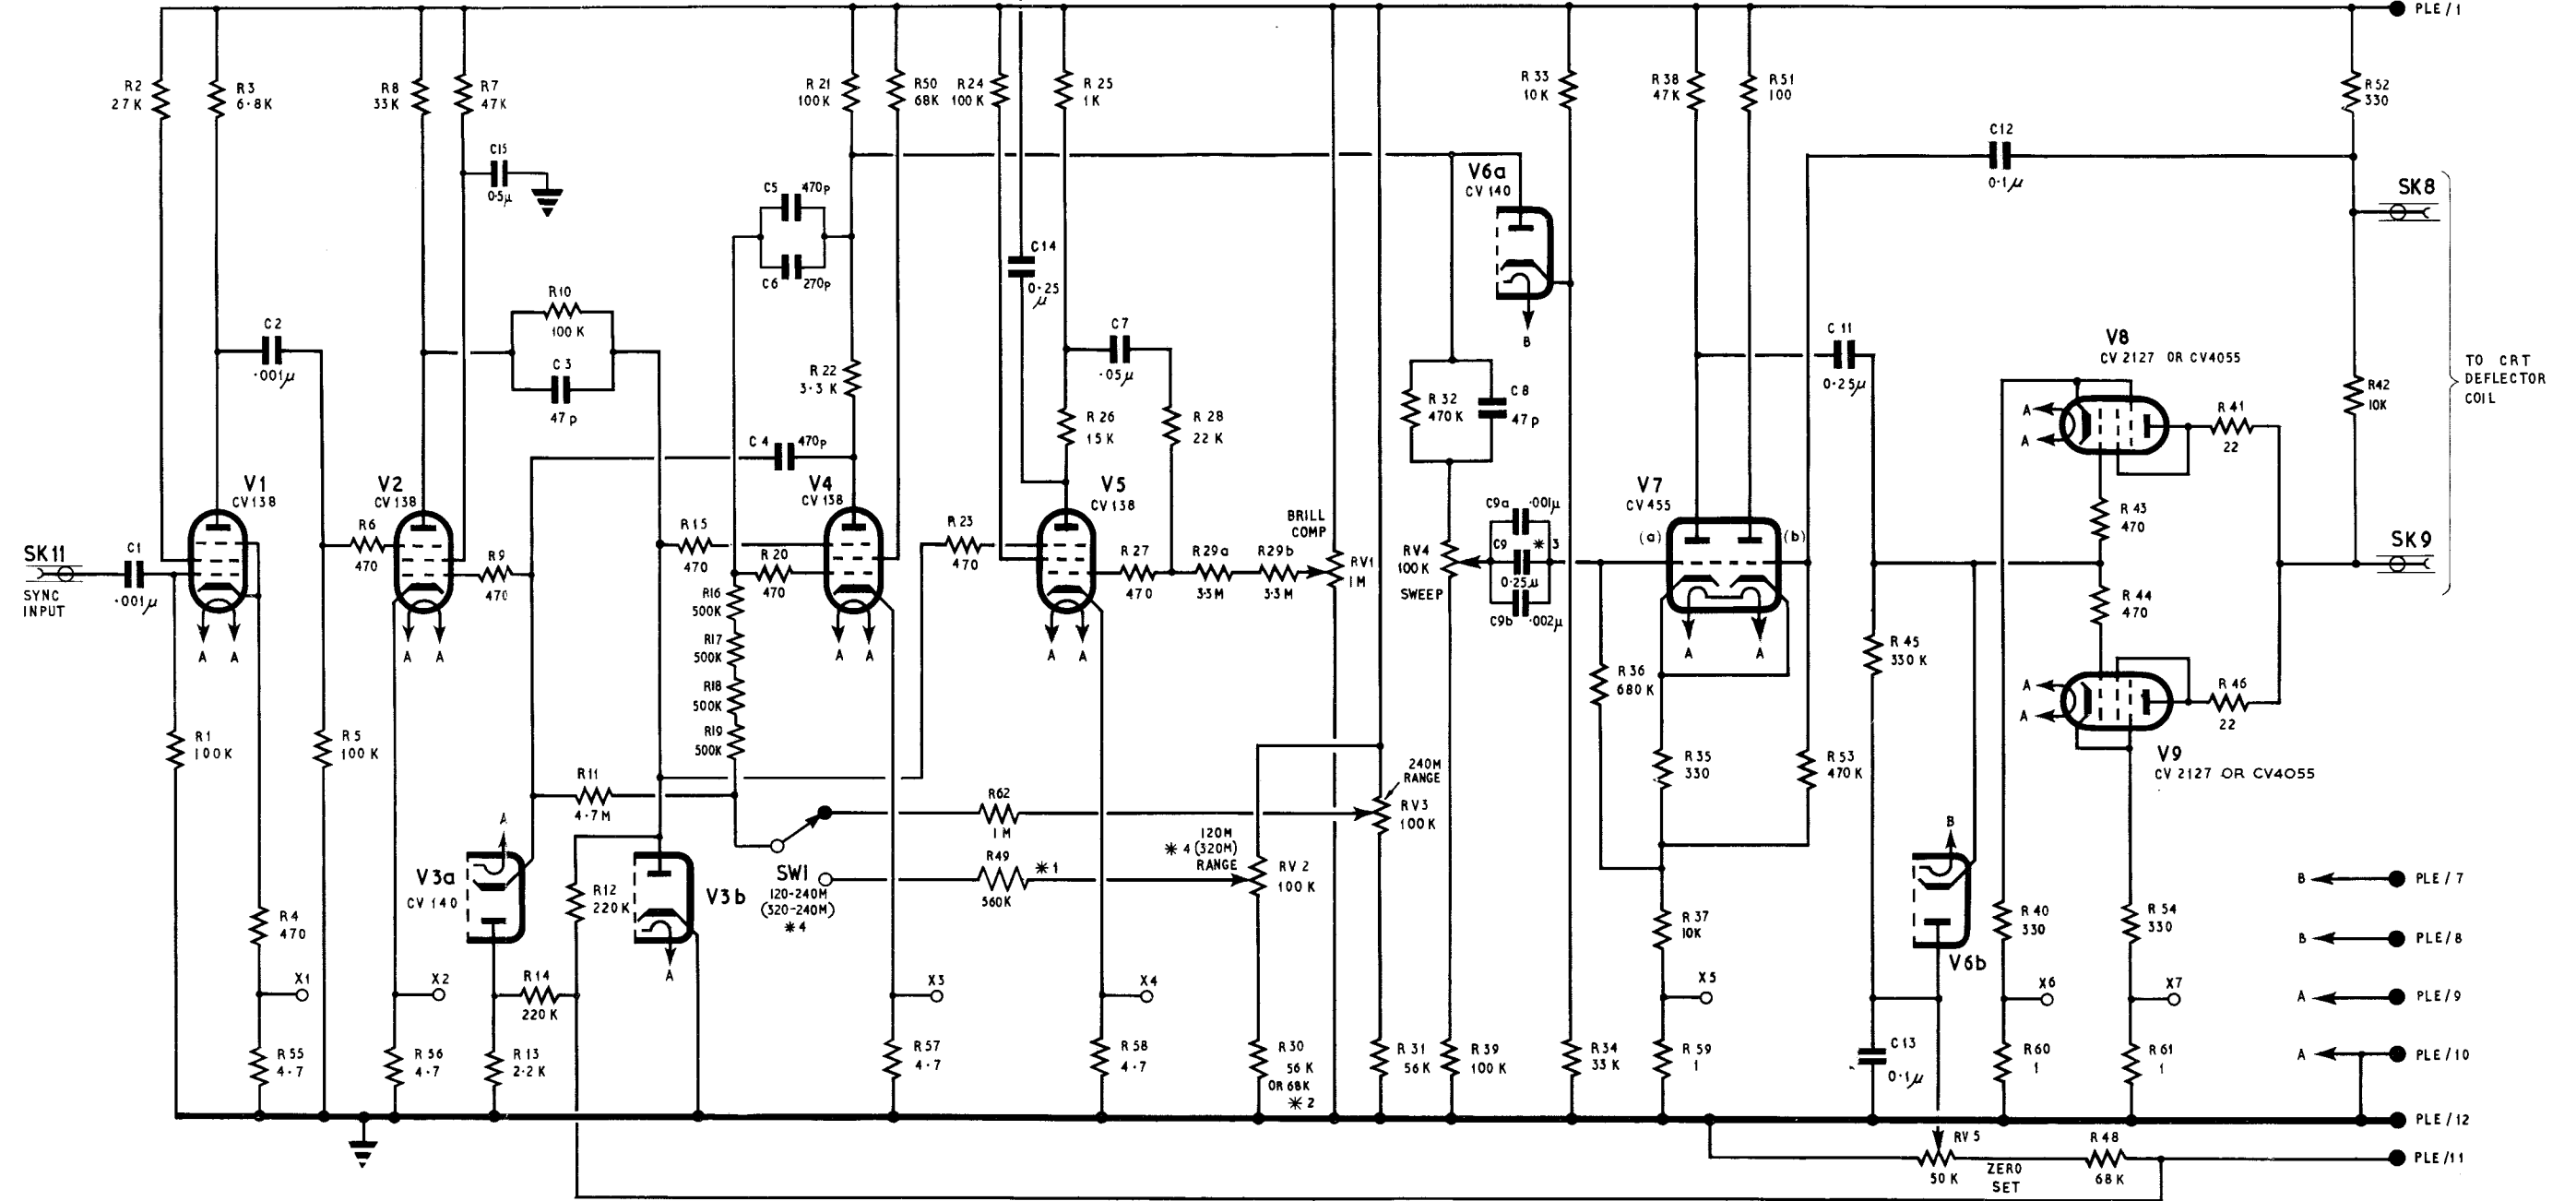 PLE/1
R2
27K
R3
6·8K
R8
33K
R7
47K
R21
100K
R50
68K
R24
100K
R25
1K
R33
10K
R38
47K
R51
100
R52
330
C15
0·5µ
C5
470p
C6
270p
C14
0·25
µ
V6a
CV 140
B
C12
0·1µ
SK8
R10
100K
C3
47p
C2
·001µ
R22
3·3K
C7
·05µ
C11
0·25µ
V8
CV 2127 OR CV4055
TO CRT
DEFLECTOR
COIL
R42
10K
R32
470K
C8
47p
R26
15K
R28
22K
A
A
R41
22
C4
470p
V1
CV138
V2
CV138
V4
CV138
V5
CV138
C9a
·001µ
V7
CV455
R43
470
SK11
SYNC
INPUT
C1
·001µ
R6
470
R9
470
R15
470
R20
470
R23
470
R27
470
R29a
3·3M
R29b
3·3M
BRILL
COMP
RV1
1M
RV4
100K
SWEEP
C9
✻3
0·25µ
C9b
·002µ
(a)
(b)
SK9
R44
470
R16
500K
R17
500K
R18
500K
R19
500K
A
A
A
A
A
A
A
A
A
A
R45
330K
R36
680K
A
A
R46
22
V9
CV 2127 OR CV4055
R1
100K
R5
100K
R35
330
R53
470K
R11
4·7M
240M
RANGE
RV3
100K
R62
1M
120M
✻4(320M)
RANGE
R49
✻1
560K
RV2
100K
SW1
120-240M
(320-240M)
✻4
A
V3a
CV 140
R12
220K
V3b
A
B
V6b
R4
470
R37
10K
R40
330
R54
330
B
PLE/7
B
PLE/8
A
PLE/9
A
PLE/10
X1
X2
R14
220K
X3
X4
X5
X6
X7
R55
4·7
R56
4·7
R13
2·2K
R57
4·7
R58
4·7
R30
56K
OR 68K
✻2
R31
56K
R39
100K
R34
33K
R59
1
C13
0·1µ
R60
1
R61
1
PLE/12
RV5
50K
ZERO
SET
R48
68K
PLE/11